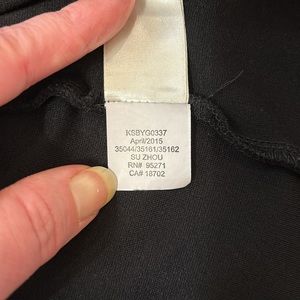 KSBYG0337
April/2015
35044/35161/35162
SU ZHOU
RN# 95271
CA# 18702